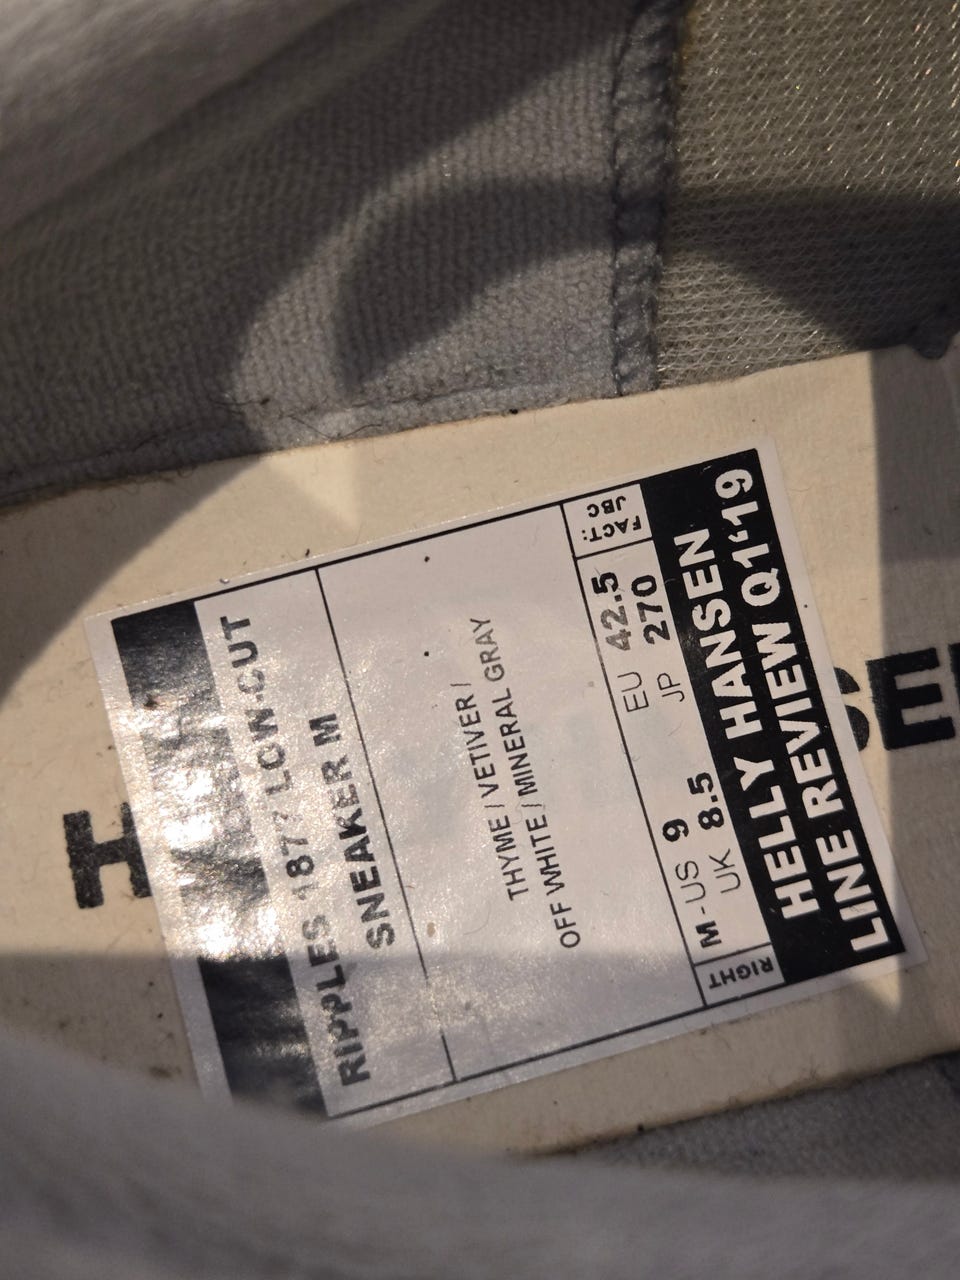 RIPPLES LOW-CUT
SNEAKER M
THYME / VETIVER /
OFF WHITE / MINERAL GRAY
RIGHT
M-US 9
UK 8.5
EU 42.5
JP 270
FACT:
JBC
HELLY HANSEN
LINE REVIEW Q1'19
H
SE